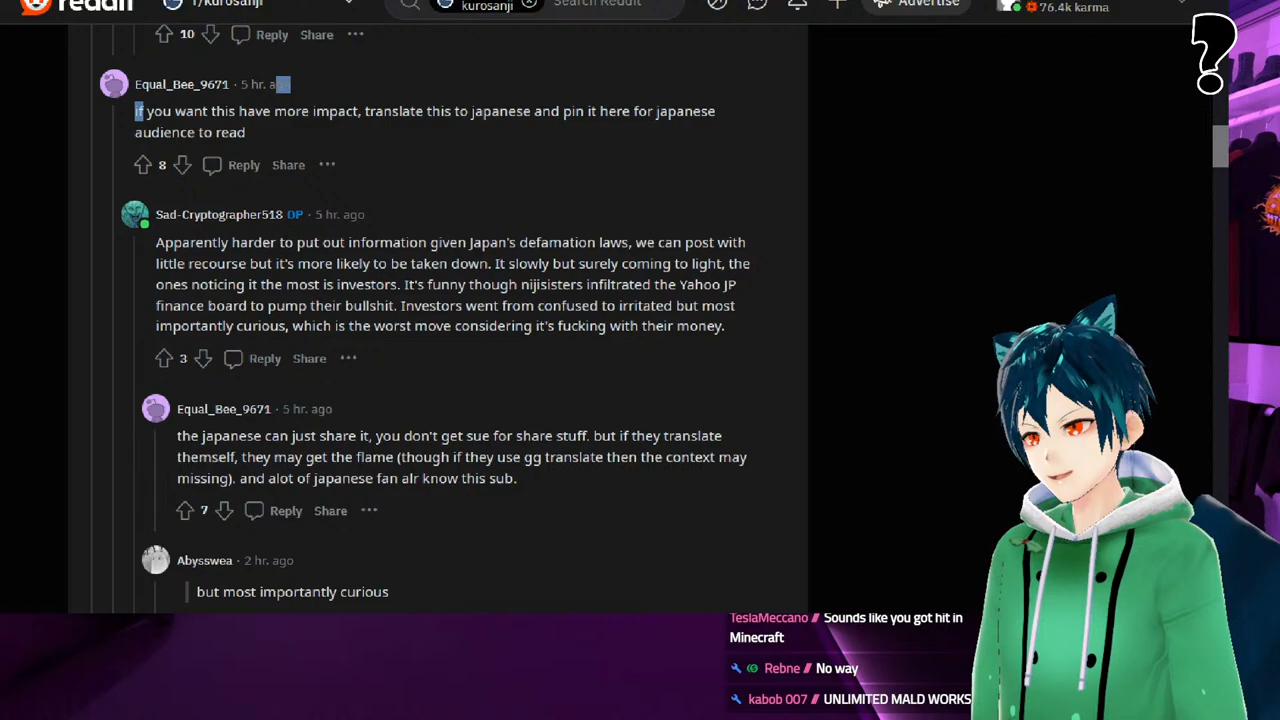 reddit r/kurosanji kurosanji Search Reddit Advertise 76.4k karma
10 Reply Share
Equal_Bee_9671 · 5 hr. ago
if you want this have more impact, translate this to japanese and pin it here for japanese
audience to read
8 Reply Share
Sad-Cryptographer518 OP · 5 hr. ago
Apparently harder to put out information given Japan's defamation laws, we can post with
little recourse but it's more likely to be taken down. It slowly but surely coming to light, the
ones noticing it the most is investors. It's funny though nijisisters infiltrated the Yahoo JP
finance board to pump their bullshit. Investors went from confused to irritated but most
importantly curious, which is the worst move considering it's fucking with their money.
3 Reply Share
Equal_Bee_9671 · 5 hr. ago
the japanese can just share it, you don't get sue for share stuff. but if they translate
themself, they may get the flame (though if they use gg translate then the context may
missing). and alot of japanese fan alr know this sub.
7 Reply Share
Abysswea · 2 hr. ago
but most importantly curious
TeslaMeccano // Sounds like you got hit in
Minecraft
Rebne // No way
kabob 007 // UNLIMITED MALD WORKS
?